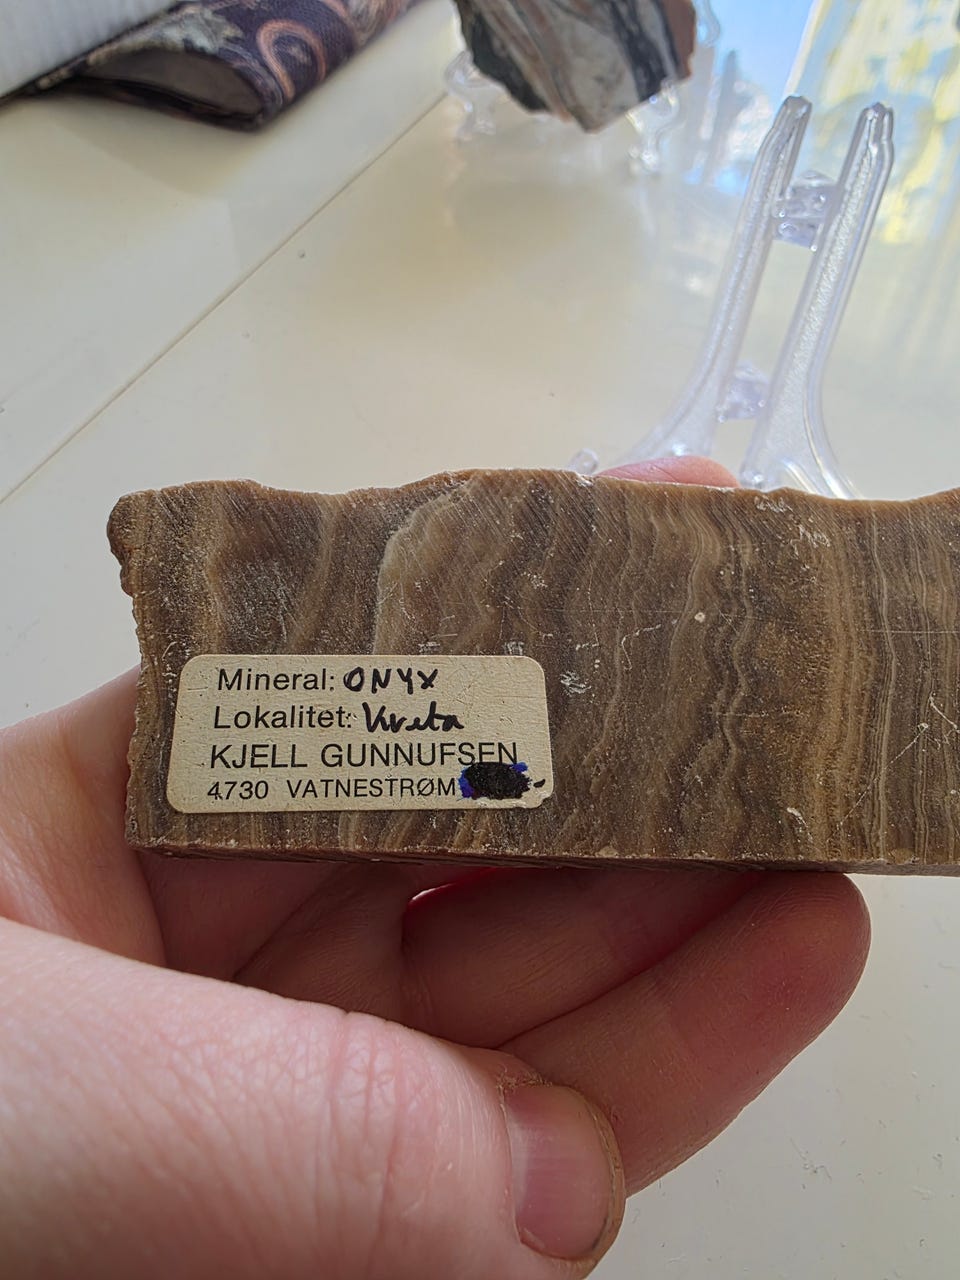 Mineral: ONYX
Lokalitet: Kreta
KJELL GUNNUFSEN
4730 VATNESTRØM